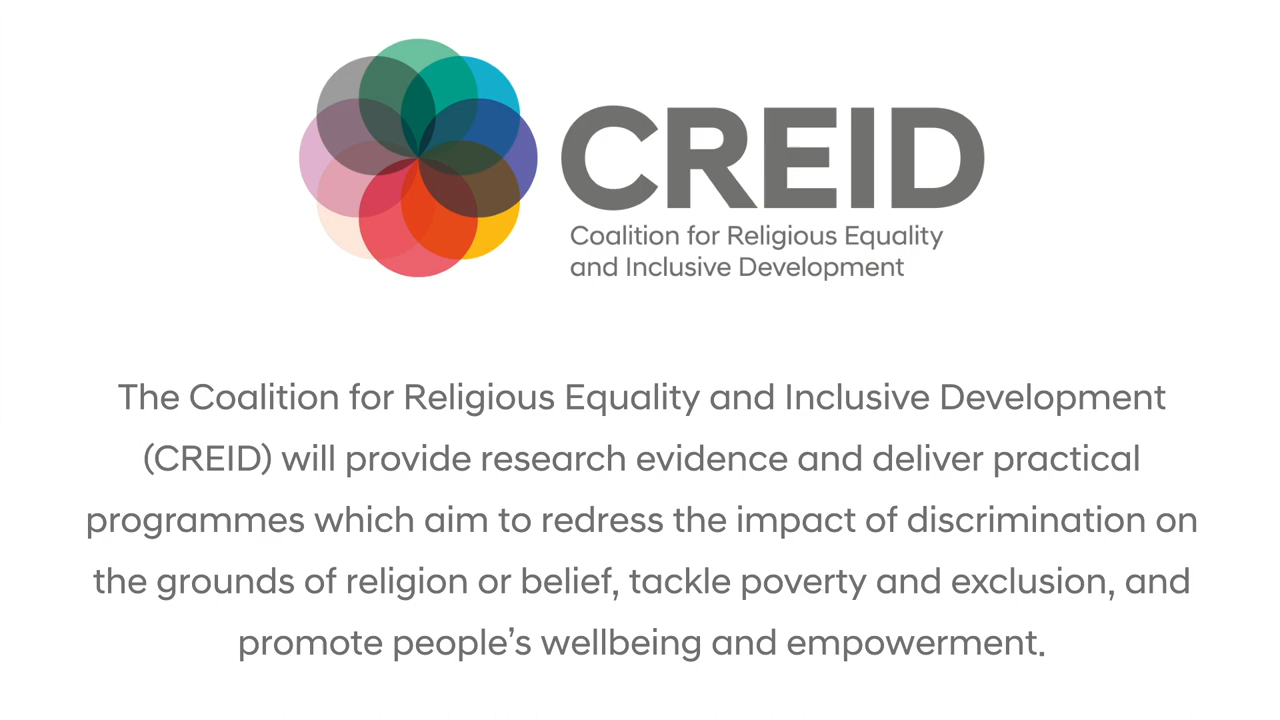 CREID
Coalition for Religious Equality
and Inclusive Development
The Coalition for Religious Equality and Inclusive Development
(CREID) will provide research evidence and deliver practical
programmes which aim to redress the impact of discrimination on
the grounds of religion or belief, tackle poverty and exclusion, and
promote people’s wellbeing and empowerment.